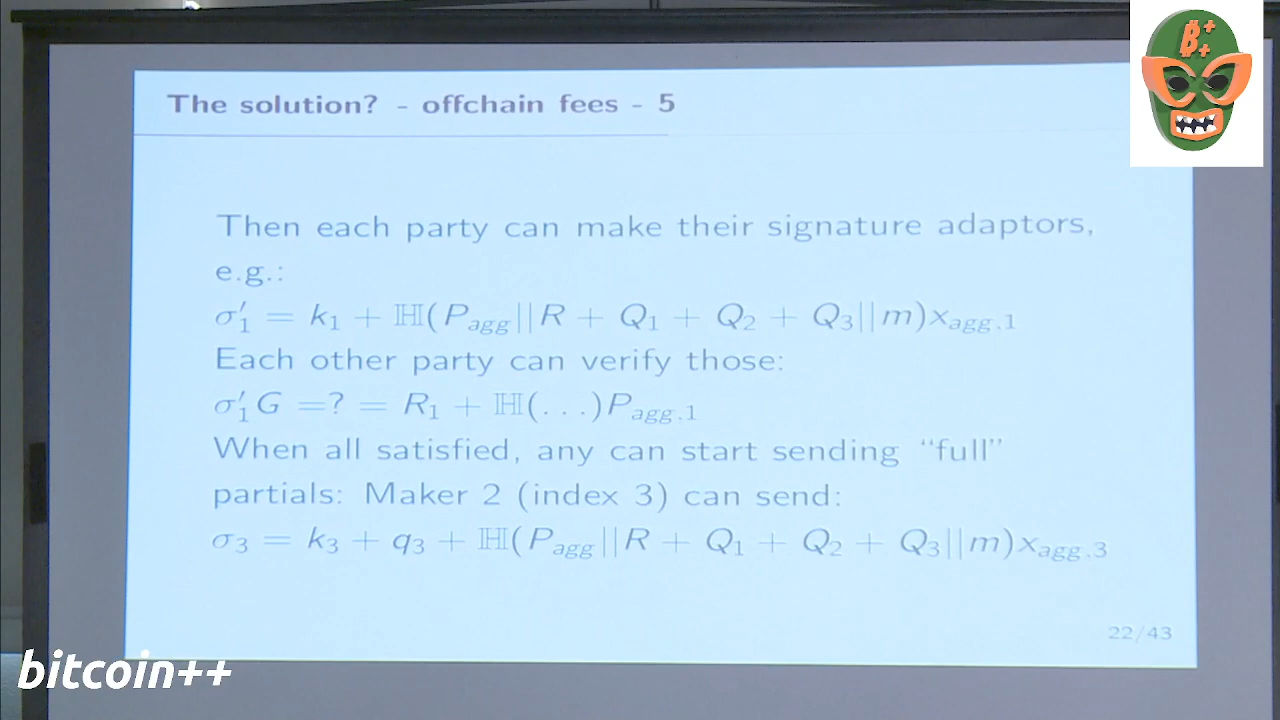 The solution? - offchain fees - 5
Then each party can make their signature adaptors,
e.g.:
σ′₁ = k₁ + ℍ(P_agg||R + Q₁ + Q₂ + Q₃||m)x_agg,1
Each other party can verify those:
σ′₁G =? = R₁ + ℍ(...)P_agg,1
When all satisfied, any can start sending “full”
partials: Maker 2 (index 3) can send:
σ₃ = k₃ + q₃ + ℍ(P_agg||R + Q₁ + Q₂ + Q₃||m)x_agg,3
22/43
bitcoin++
₿++